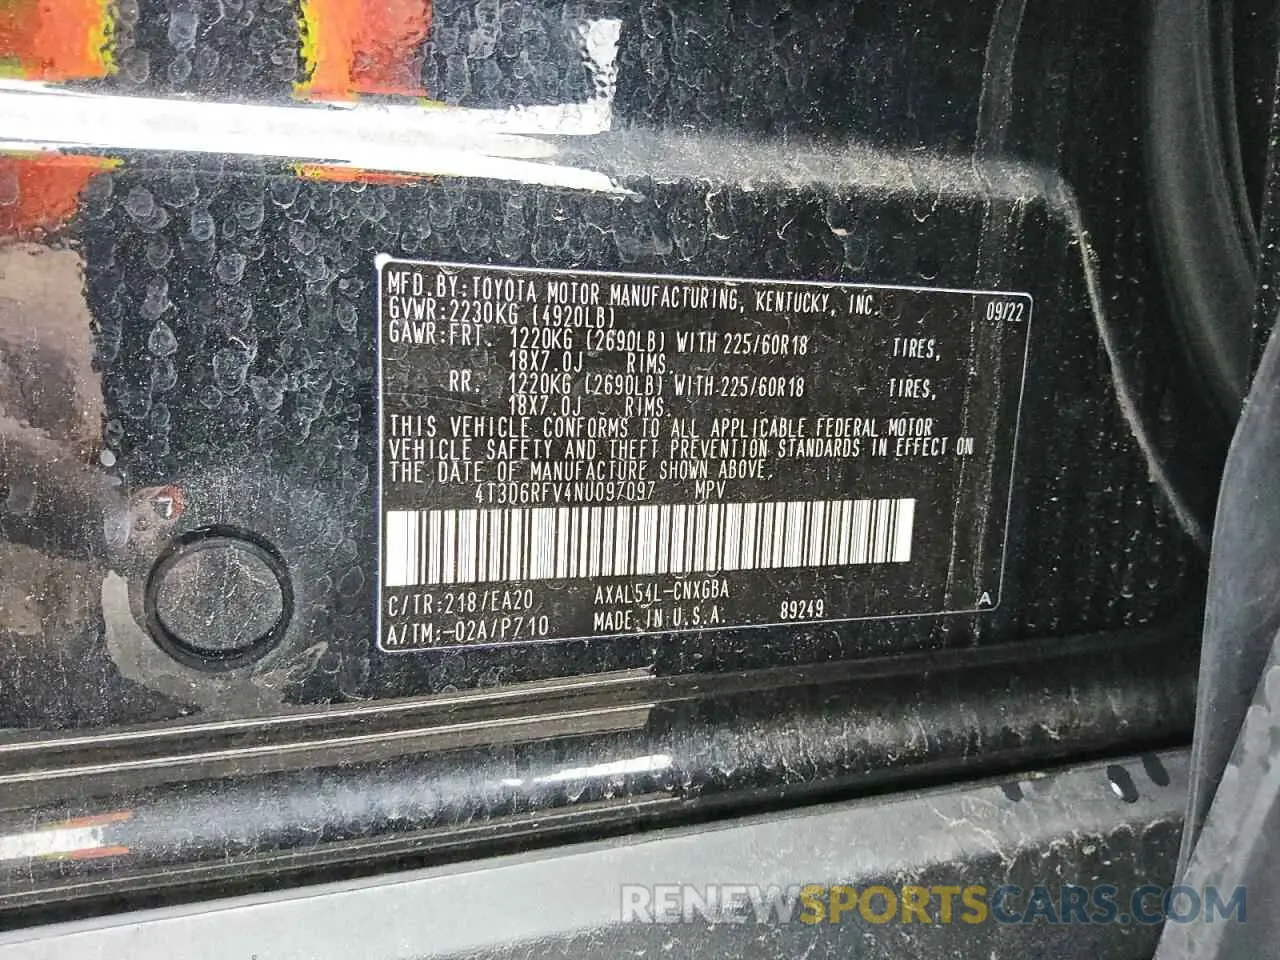 MFD.BY:TOYOTA MOTOR MANUFACTURING, KENTUCKY, INC. 09/22
GVWR:2230KG (4920LB)
GAWR:FRT. 1220KG (2690LB) WITH 225/60R18 TIRES,
18X7.0J RIMS.
RR. 1220KG (2690LB) WITH 225/60R18 TIRES,
18X7.0J RIMS.
THIS VEHICLE CONFORMS TO ALL APPLICABLE FEDERAL MOTOR
VEHICLE SAFETY AND THEFT PREVENTION STANDARDS IN EFFECT ON
THE DATE OF MANUFACTURE SHOWN ABOVE.
4T3D6RFV4NU097097 MPV
C/TR:218/EA20 AXAL54L-CNXGBA
A/TM:-02A/P710 MADE IN U.S.A. 89249 A
RENEWSPORTSCARS.COM